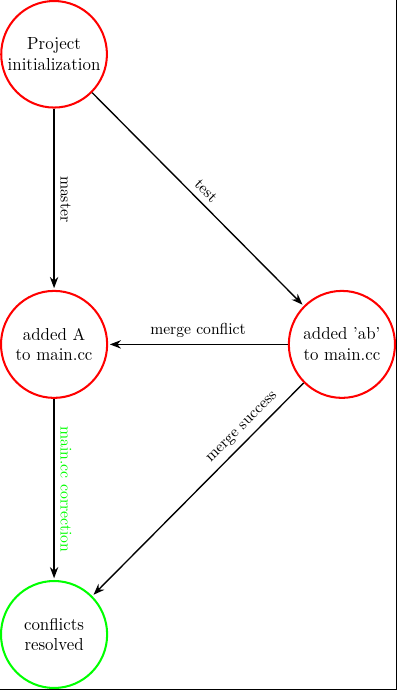 Project
initialization
master
test
added A
to main.cc
merge conflict
added 'ab'
to main.cc
main.cc correction
merge success
conflicts
resolved